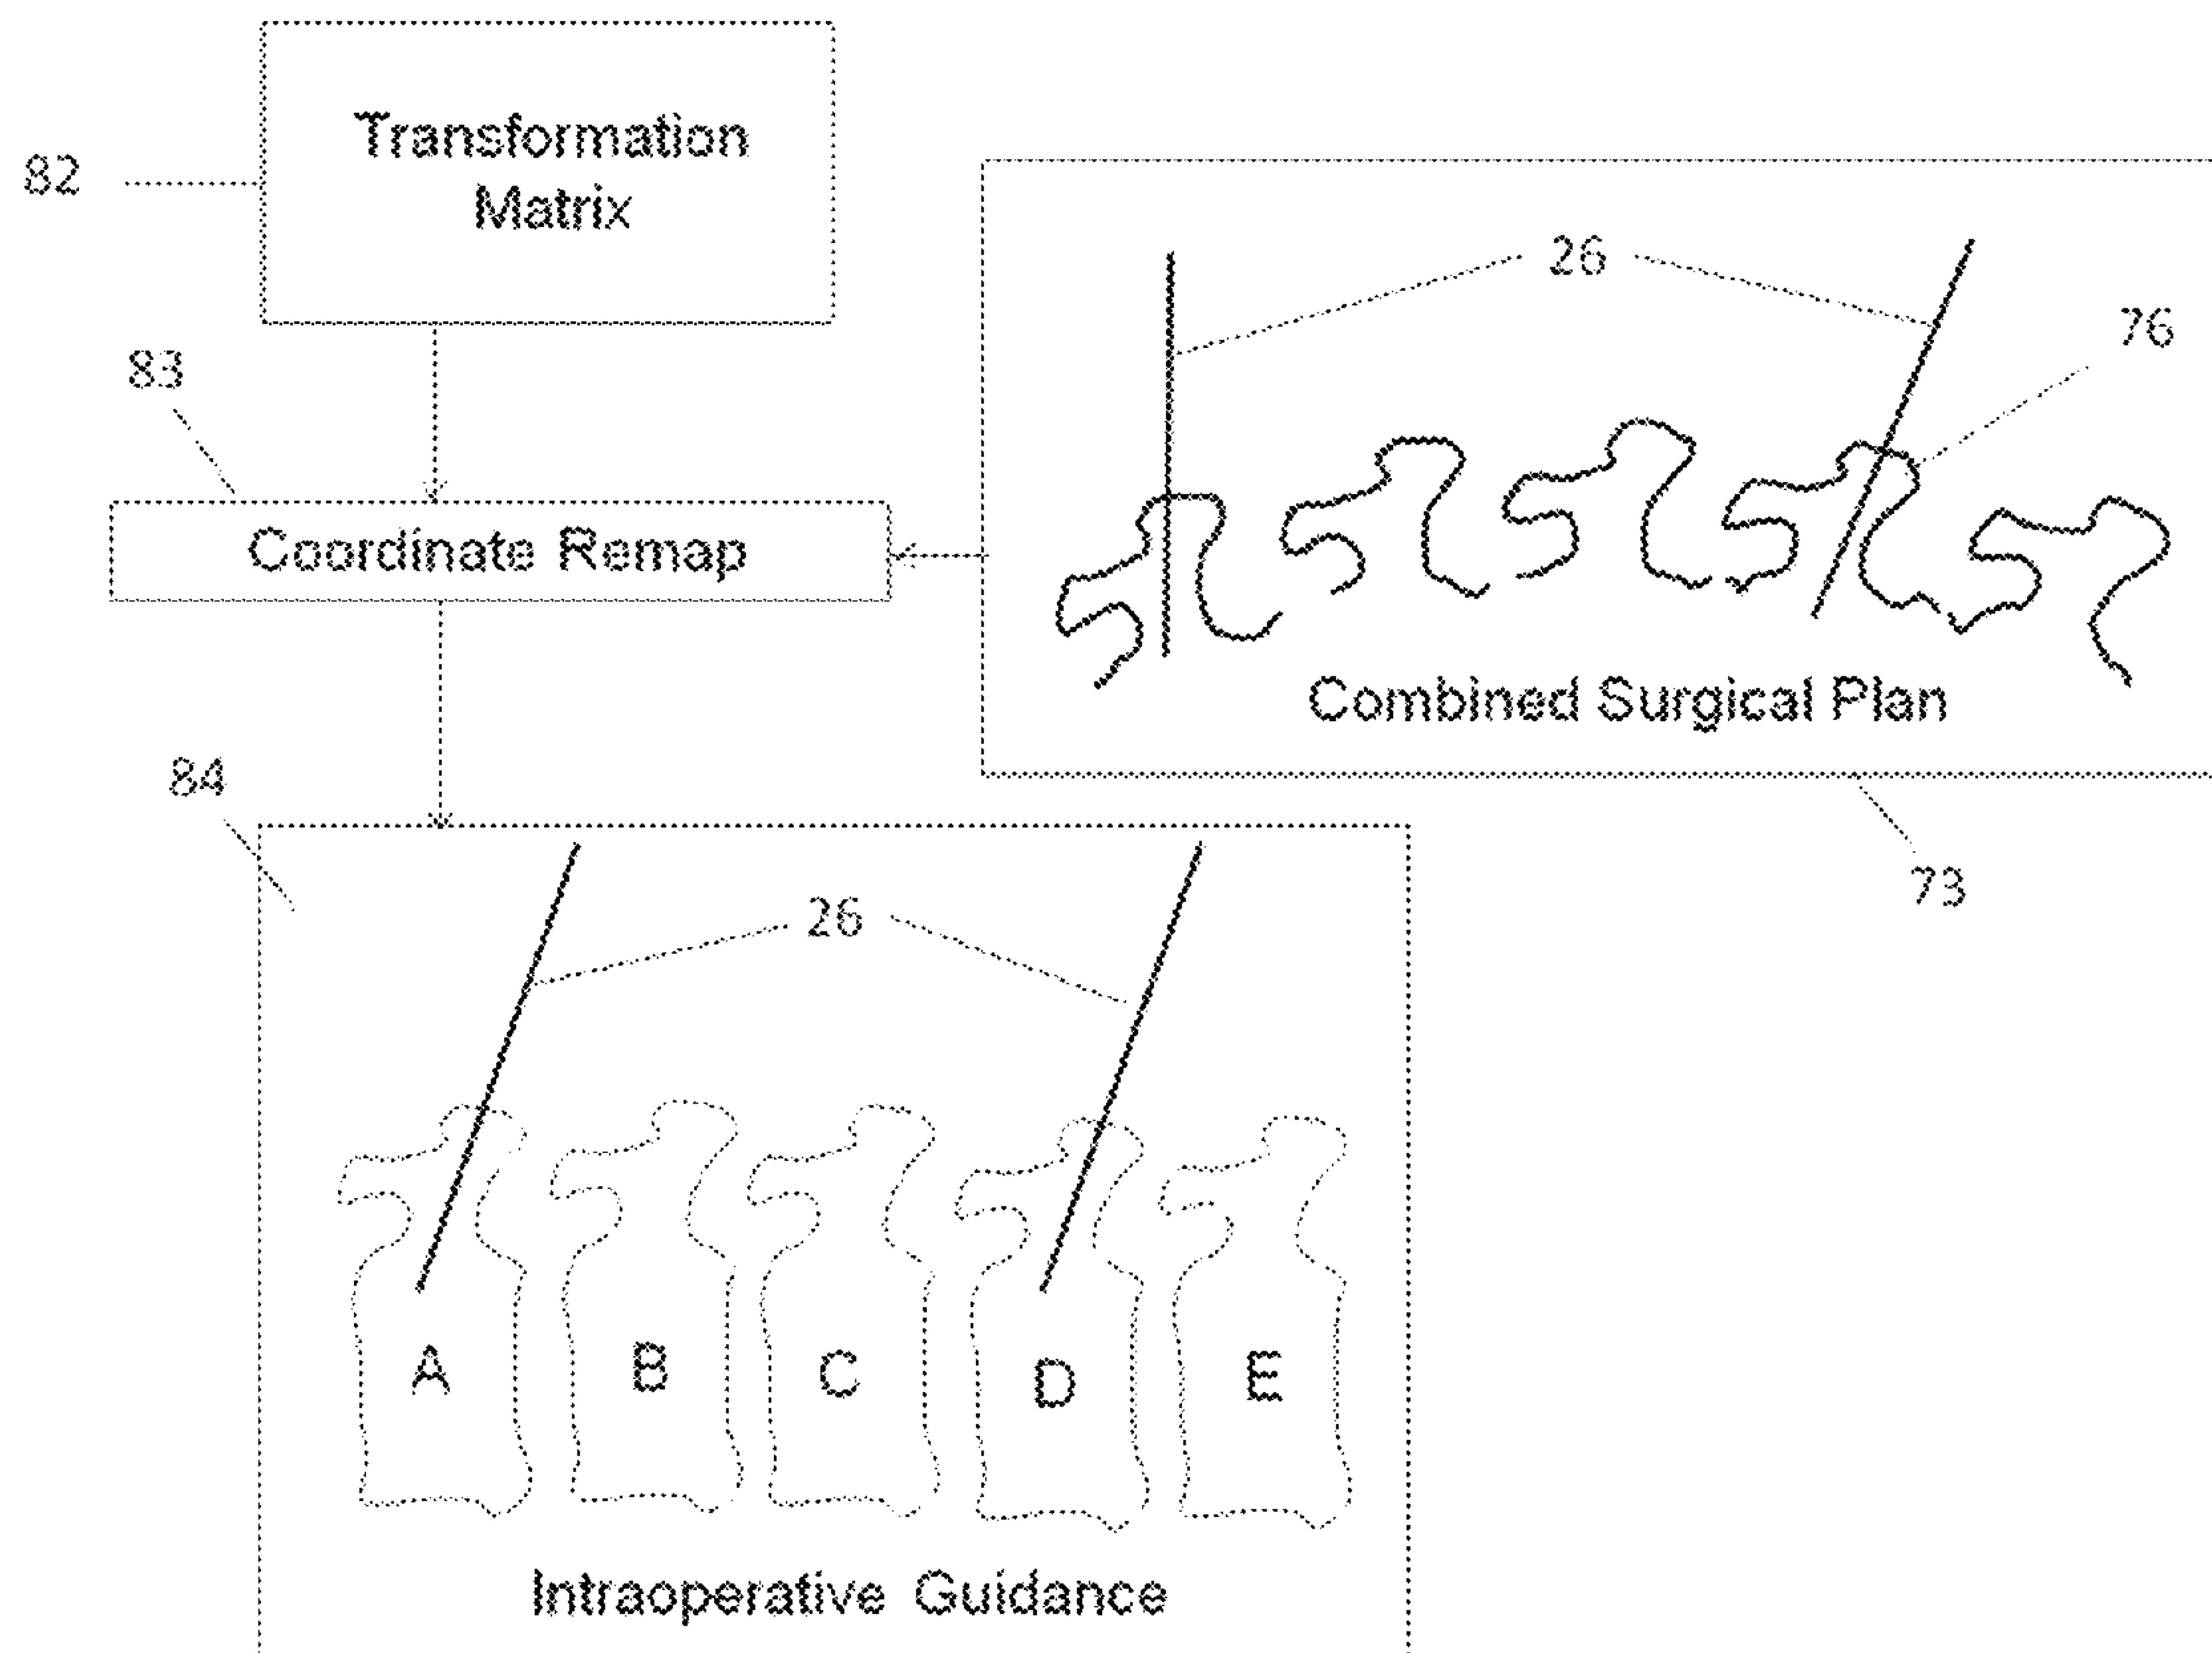 Transformation
Matrix
82
26
76
83
Coordinate Remap
Combined Surgical Plan
84
73
26
A B C D E
Intraoperative Guidance